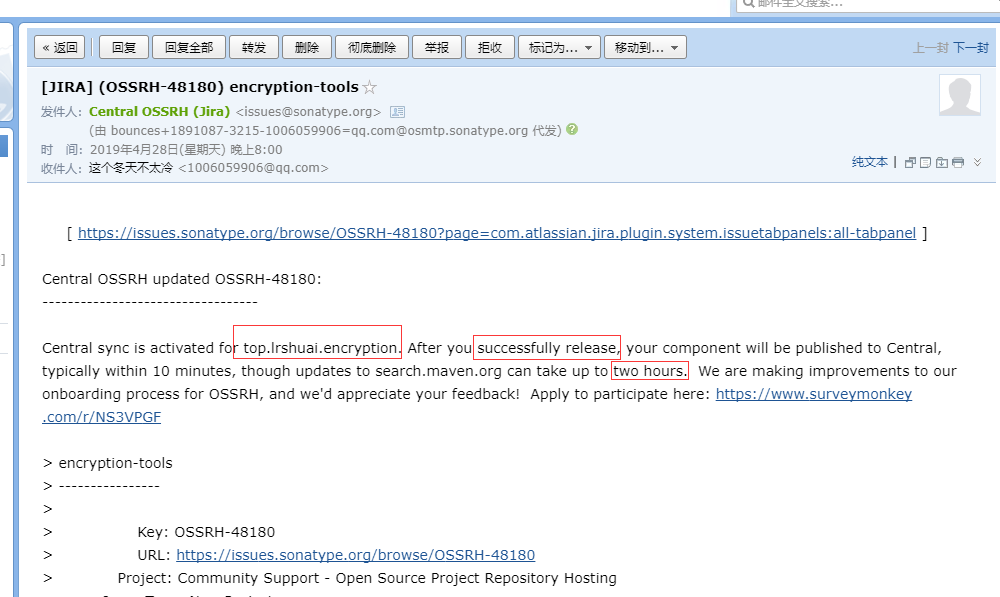 邮件全文搜索...
« 返回 回复 回复全部 转发 删除 彻底删除 举报 拒收 标记为... 移动到... 上一封 下一封
[JIRA] (OSSRH-48180) encryption-tools ☆
发件人： Central OSSRH (Jira) <issues@sonatype.org>
(由 bounces+1891087-3215-1006059906=qq.com@osmtp.sonatype.org 代发) ?
时 间： 2019年4月28日(星期天) 晚上8:00
收件人： 这个冬天不太冷 <1006059906@qq.com>
纯文本 |
[ https://issues.sonatype.org/browse/OSSRH-48180?page=com.atlassian.jira.plugin.system.issuetabpanels:all-tabpanel ]
]
Central OSSRH updated OSSRH-48180:
----------------------------------
Central sync is activated for top.lrshuai.encryption. After you successfully release, your component will be published to Central,
typically within 10 minutes, though updates to search.maven.org can take up to two hours. We are making improvements to our
onboarding process for OSSRH, and we'd appreciate your feedback! Apply to participate here: https://www.surveymonkey
.com/r/NS3VPGF
> encryption-tools
> ----------------
>
> Key: OSSRH-48180
> URL: https://issues.sonatype.org/browse/OSSRH-48180
> Project: Community Support - Open Source Project Repository Hosting